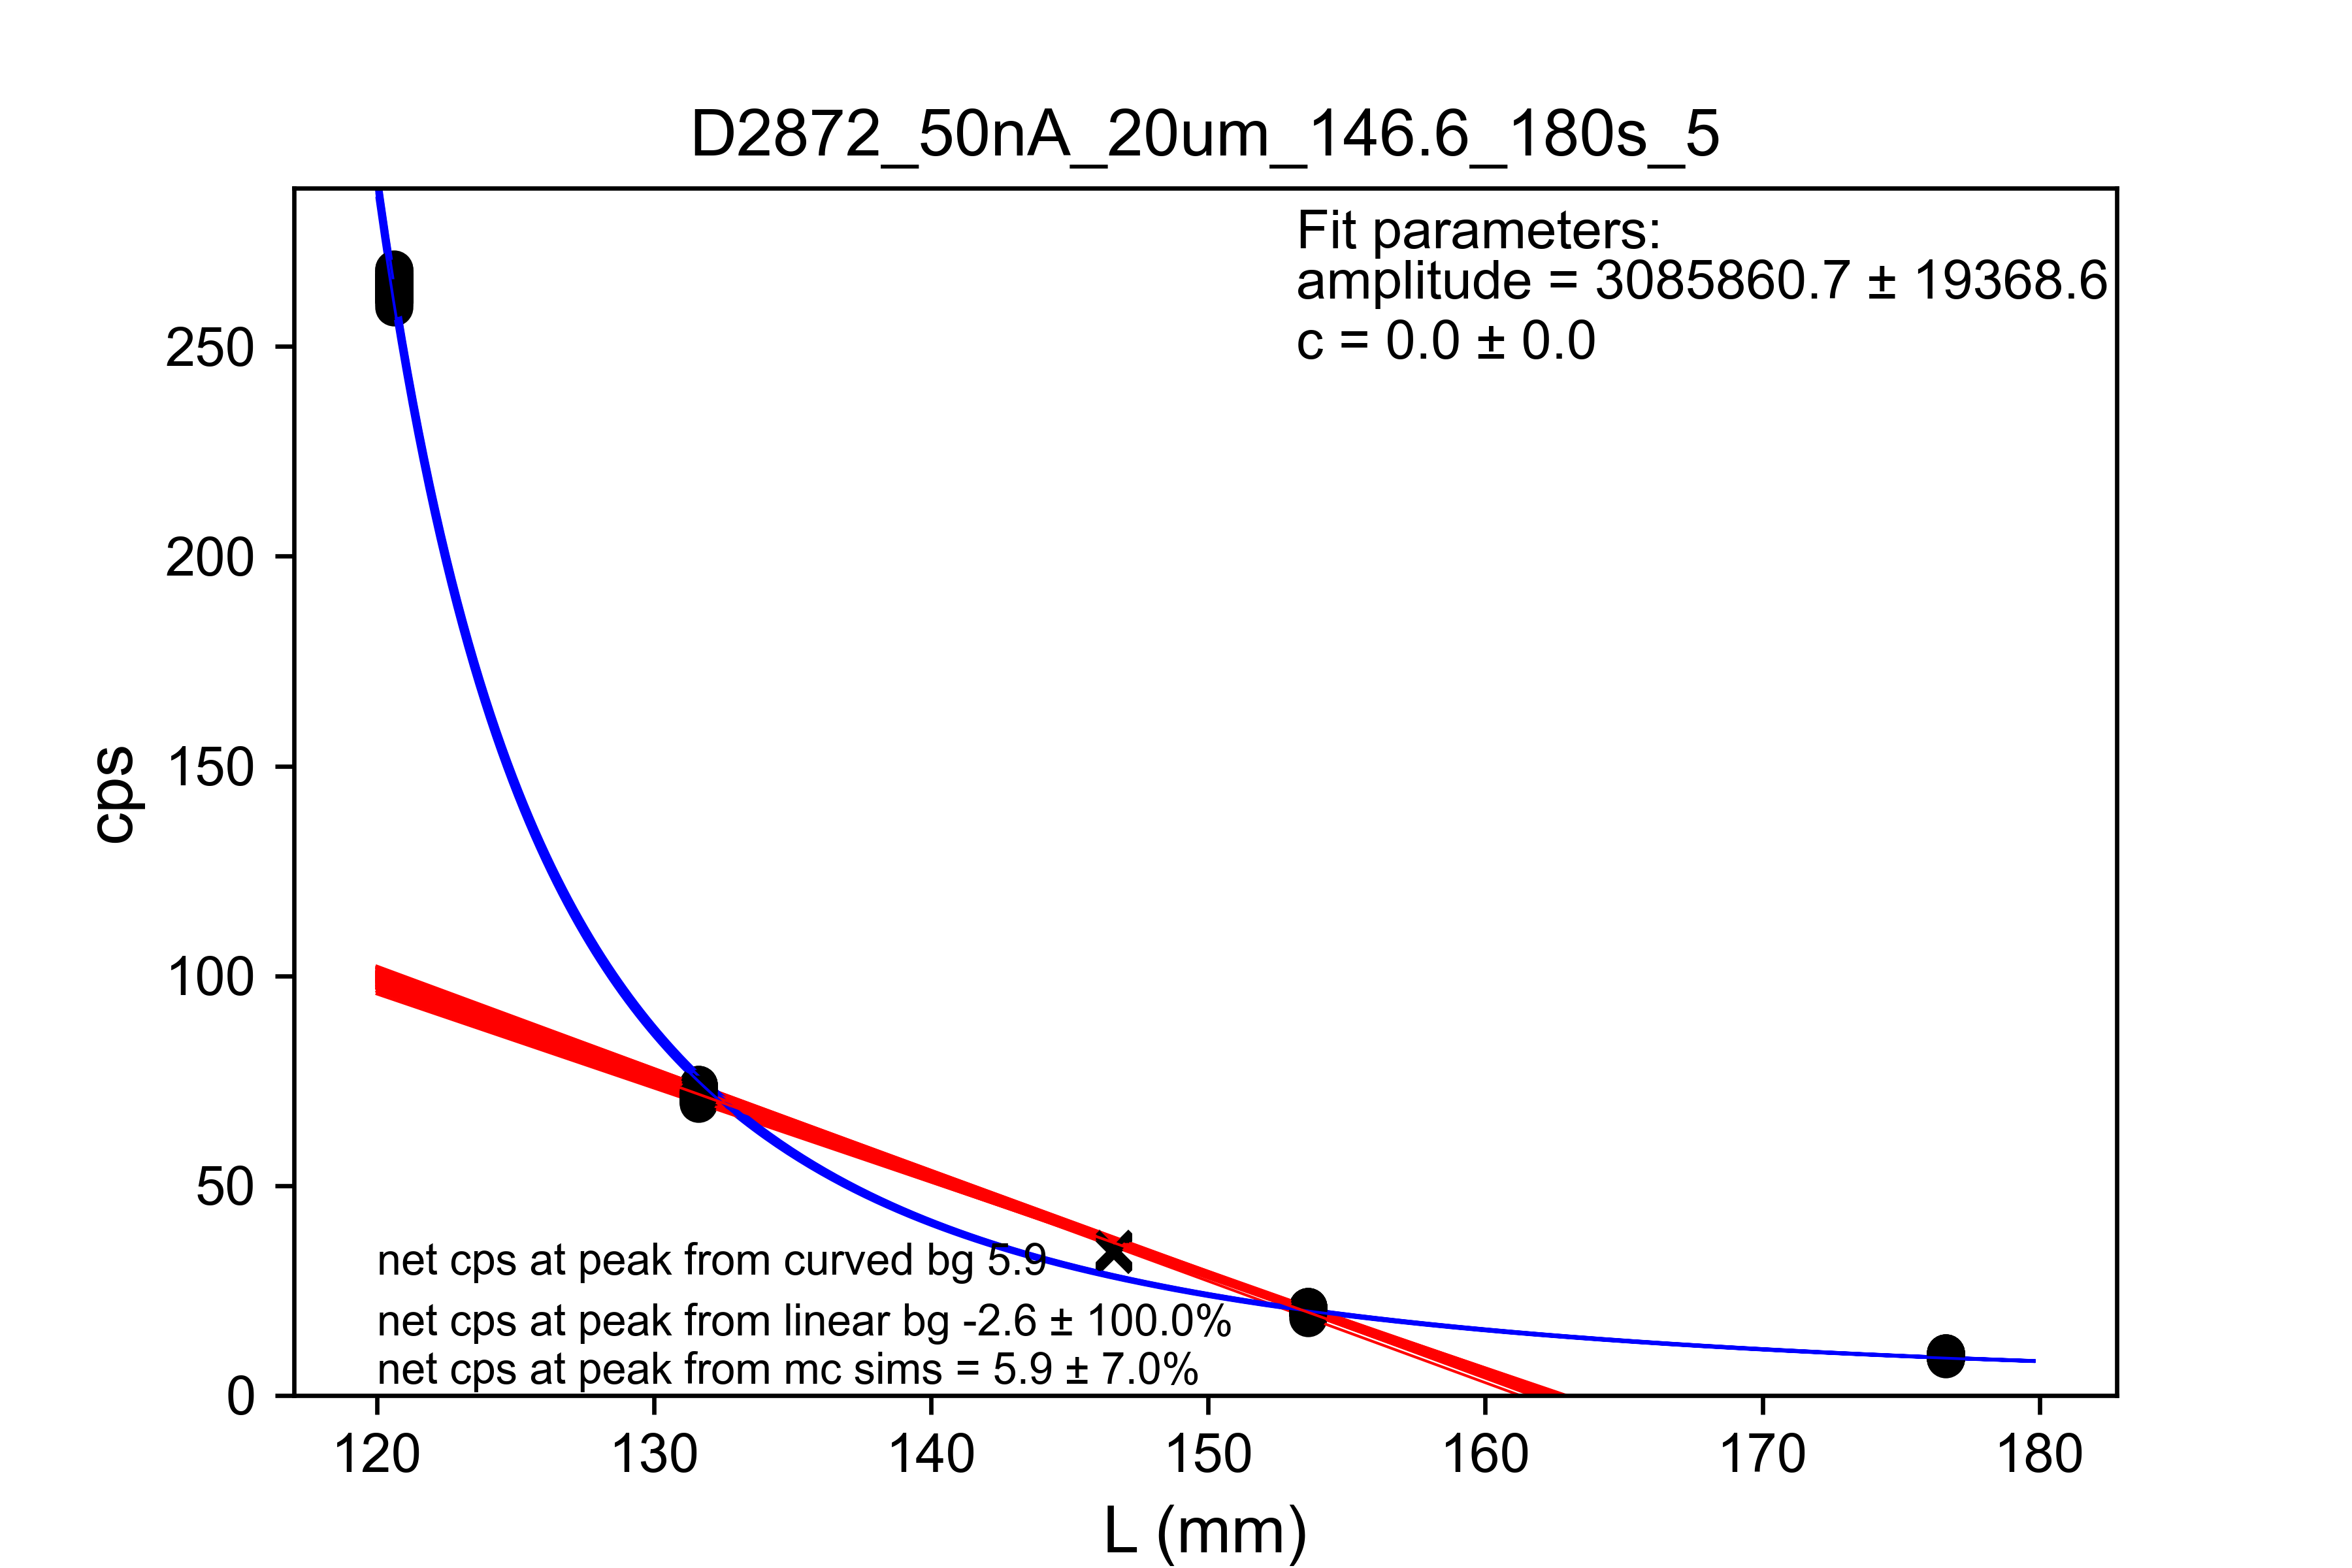 D2872_50nA_20um_146.6_180s_5
Fit parameters:
amplitude = 3085860.7 ± 19368.6
c = 0.0 ± 0.0
cps
250
200
150
100
50
0
net cps at peak from curved bg 5.9
net cps at peak from linear bg -2.6 ± 100.0%
net cps at peak from mc sims = 5.9 ± 7.0%
120 130 140 150 160 170 180
L (mm)